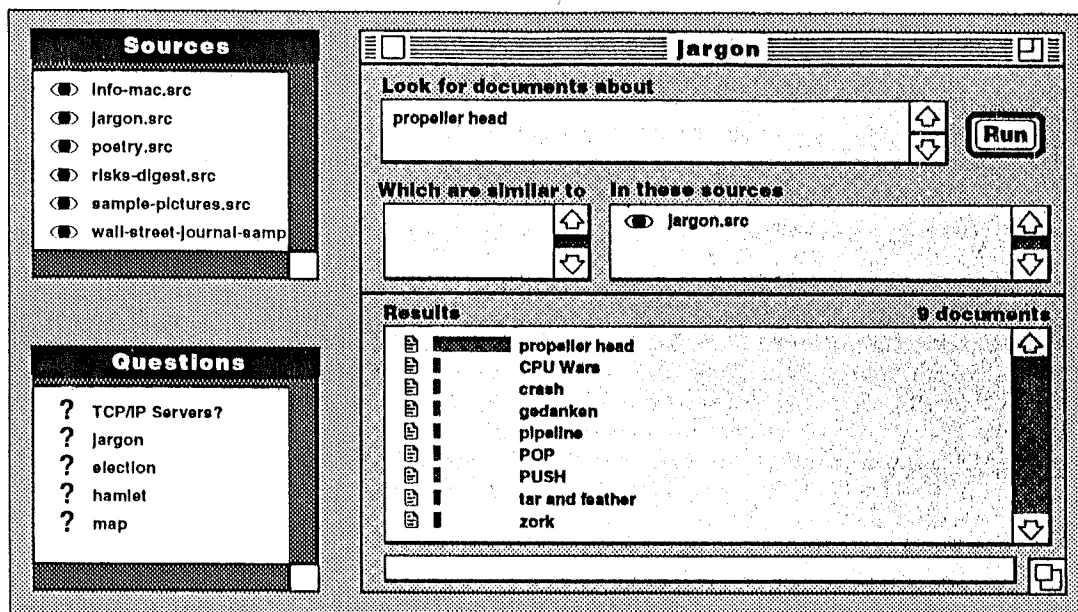 Sources
info-mac.src
jargon.src
poetry.src
risks-digest.src
sample-pictures.src
wall-street-journal-samp
Questions
? TCP/IP Servers?
? jargon
? election
? hamlet
? map
jargon
Look for documents about
propeller head
Run
Which are similar to
In these sources
jargon.src
Results
9 documents
propeller head
CPU Wars
crash
gedanken
pipeline
POP
PUSH
tar and feather
zork